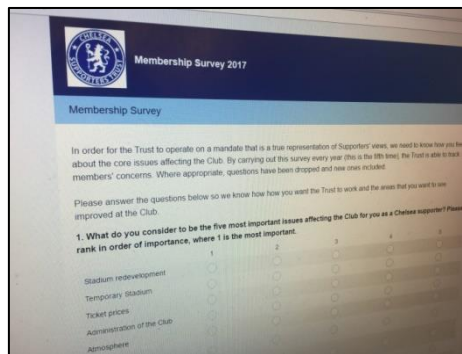 CHELSEA
SUPPORTERS TRUST
Membership Survey 2017
Membership Survey
In order for the Trust to operate on a mandate that is a true representation of Supporters' views, we need to know how you fee
about the core issues affecting the Club. By carrying out this survey every year (this is the fifth time), the Trust is able to track
members' concerns. Where appropriate, questions have been dropped and new ones included.
Please answer the questions below so we know how how you want the Trust to work and the areas that you want to see
improved at the Club.
1. What do you consider to be the five most important issues affecting the Club for you as a Chelsea supporter? Please
rank in order of importance, where 1 is the most important.
1 2 3 4 5
Stadium redevelopment
Temporary Stadium
Ticket prices
Administration of the Club
Atmosphere